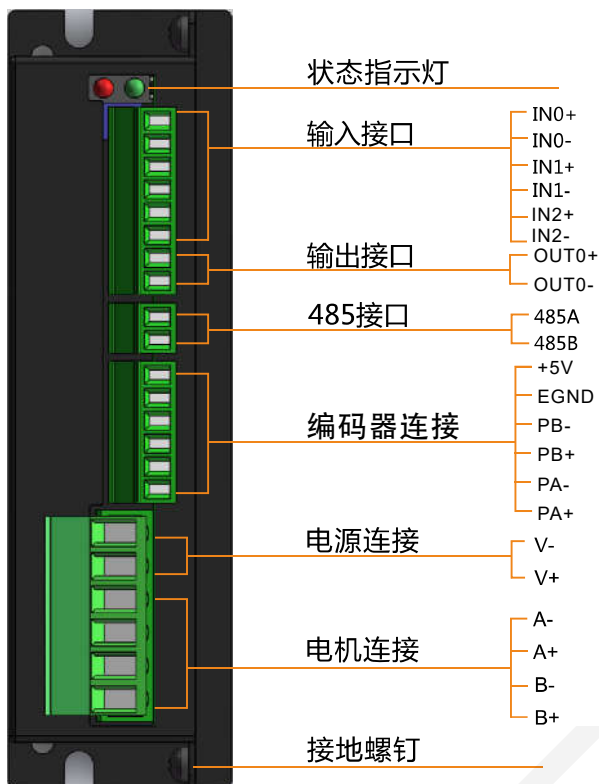 状态指示灯
输入接口
IN0+
IN0-
IN1+
IN1-
IN2+
IN2-
输出接口
OUT0+
OUT0-
485接口
485A
485B
编码器连接
+5V
EGND
PB-
PB+
PA-
PA+
电源连接
V-
V+
电机连接
A-
A+
B-
B+
接地螺钉